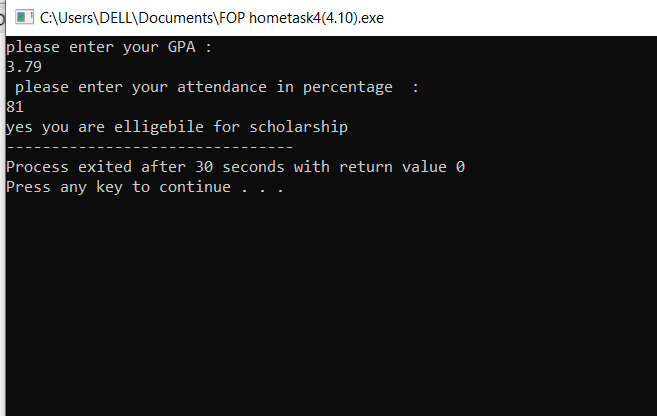 C:\Users\DELL\Documents\FOP hometask4(4.10).exe
please enter your GPA :
3.79
 please enter your attendance in percentage  :
81
yes you are elligebile for scholarship
--------------------------------
Process exited after 30 seconds with return value 0
Press any key to continue . . .